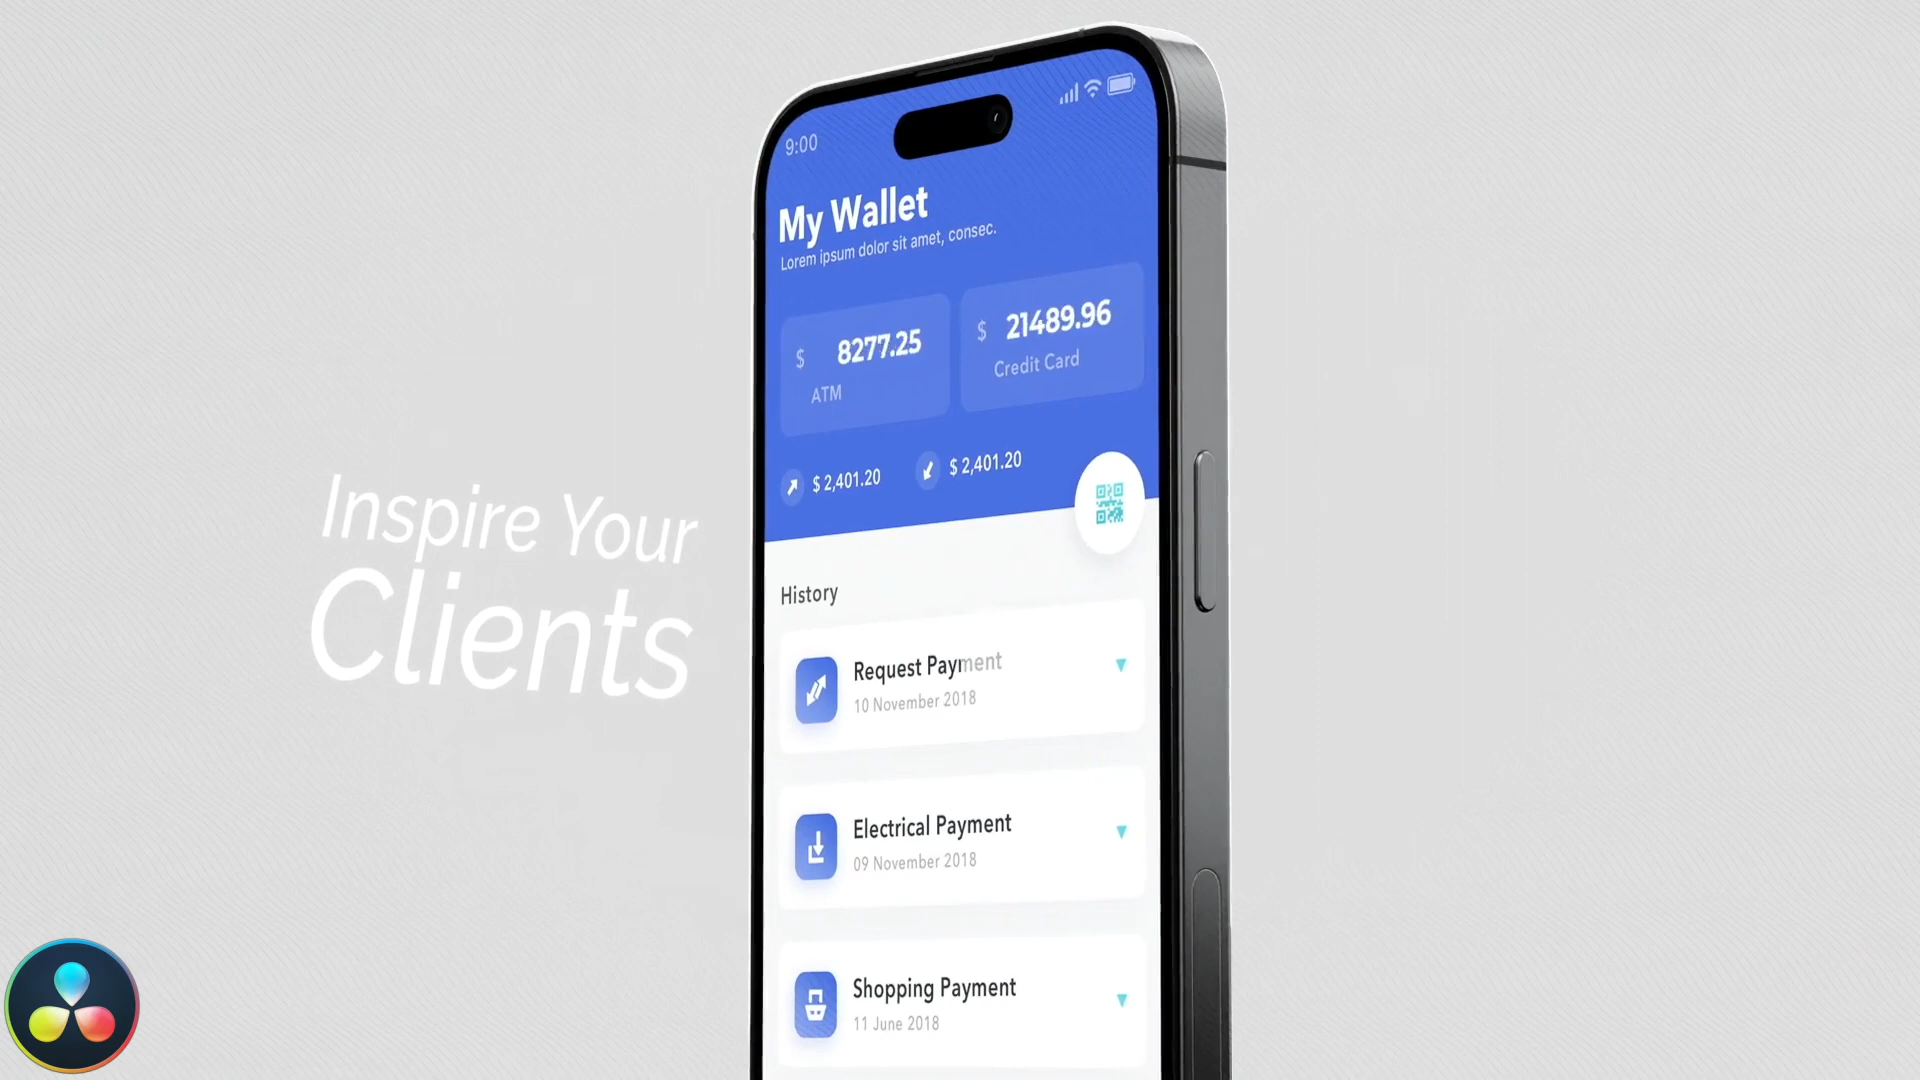 Inspire Your
Clients
9:00
My Wallet
Lorem ipsum dolor sit amet, consec.
$ 8277.25
ATM
$ 21489.96
Credit Card
$ 2,401.20
$ 2,401.20
History
Request Payment
10 November 2018
Electrical Payment
09 November 2018
Shopping Payment
11 June 2018